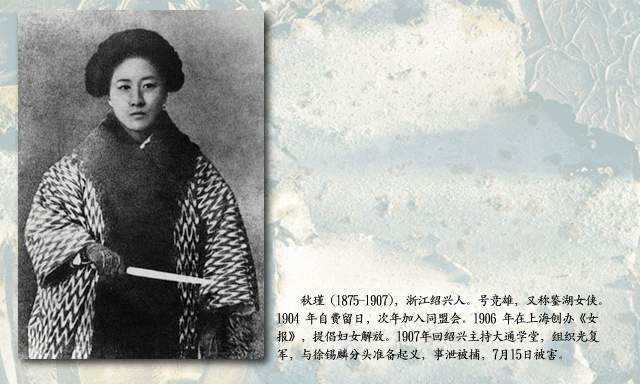 秋瑾（1875-1907），浙江绍兴人。号竞雄，又称鉴湖女侠。
1904 年自费留日，次年加入同盟会。1906 年在上海创办《女
报》，提倡妇女解放。1907年回绍兴主持大通学堂，组织光复
军，与徐锡麟分头准备起义，事泄被捕，7月15日被害。